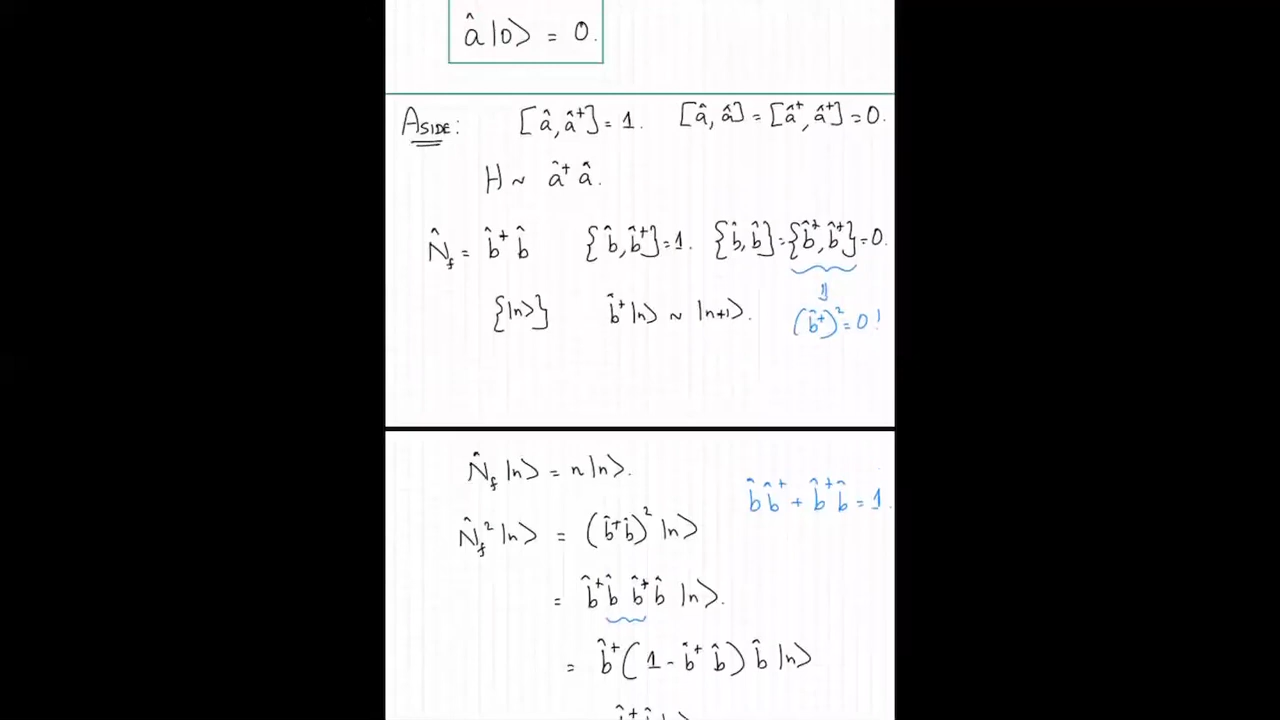 â|0⟩ = 0.
ASIDE: [â, â⁺] = 1. [â, â] = [â⁺, â⁺] = 0.
H ~ â⁺ â.
N̂_f = b̂⁺ b̂ {b̂, b̂⁺} = 1. {b̂, b̂} = {b̂⁺, b̂⁺} = 0.
⇓
{|n⟩} b̂⁺|n⟩ ~ |n+1⟩. (b̂⁺)² = 0!
N̂_f |n⟩ = n|n⟩.
b̂b̂⁺ + b̂⁺b̂ = 1.
N̂_f² |n⟩ = (b̂⁺b̂)² |n⟩
= b̂⁺b̂ b̂⁺b̂ |n⟩.
= b̂⁺(1 - b̂⁺ b̂) b̂ |n⟩